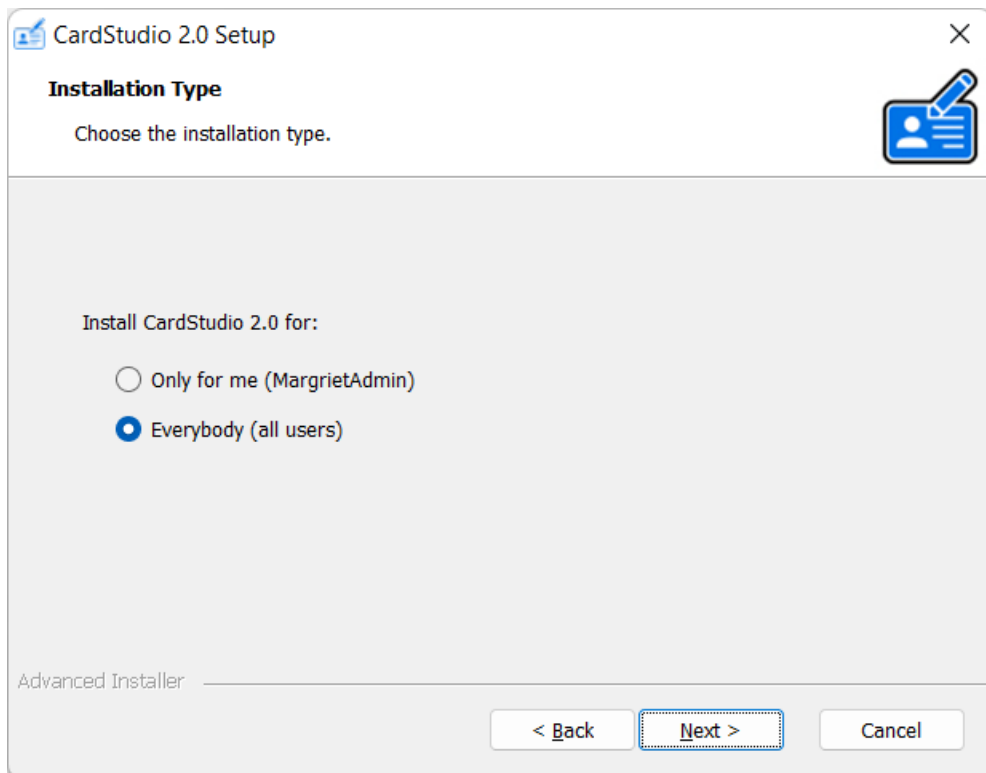 CardStudio 2.0 Setup
Installation Type
Choose the installation type.
Install CardStudio 2.0 for:
Only for me (MargrietAdmin)
Everybody (all users)
Advanced Installer
< Back
Next >
Cancel